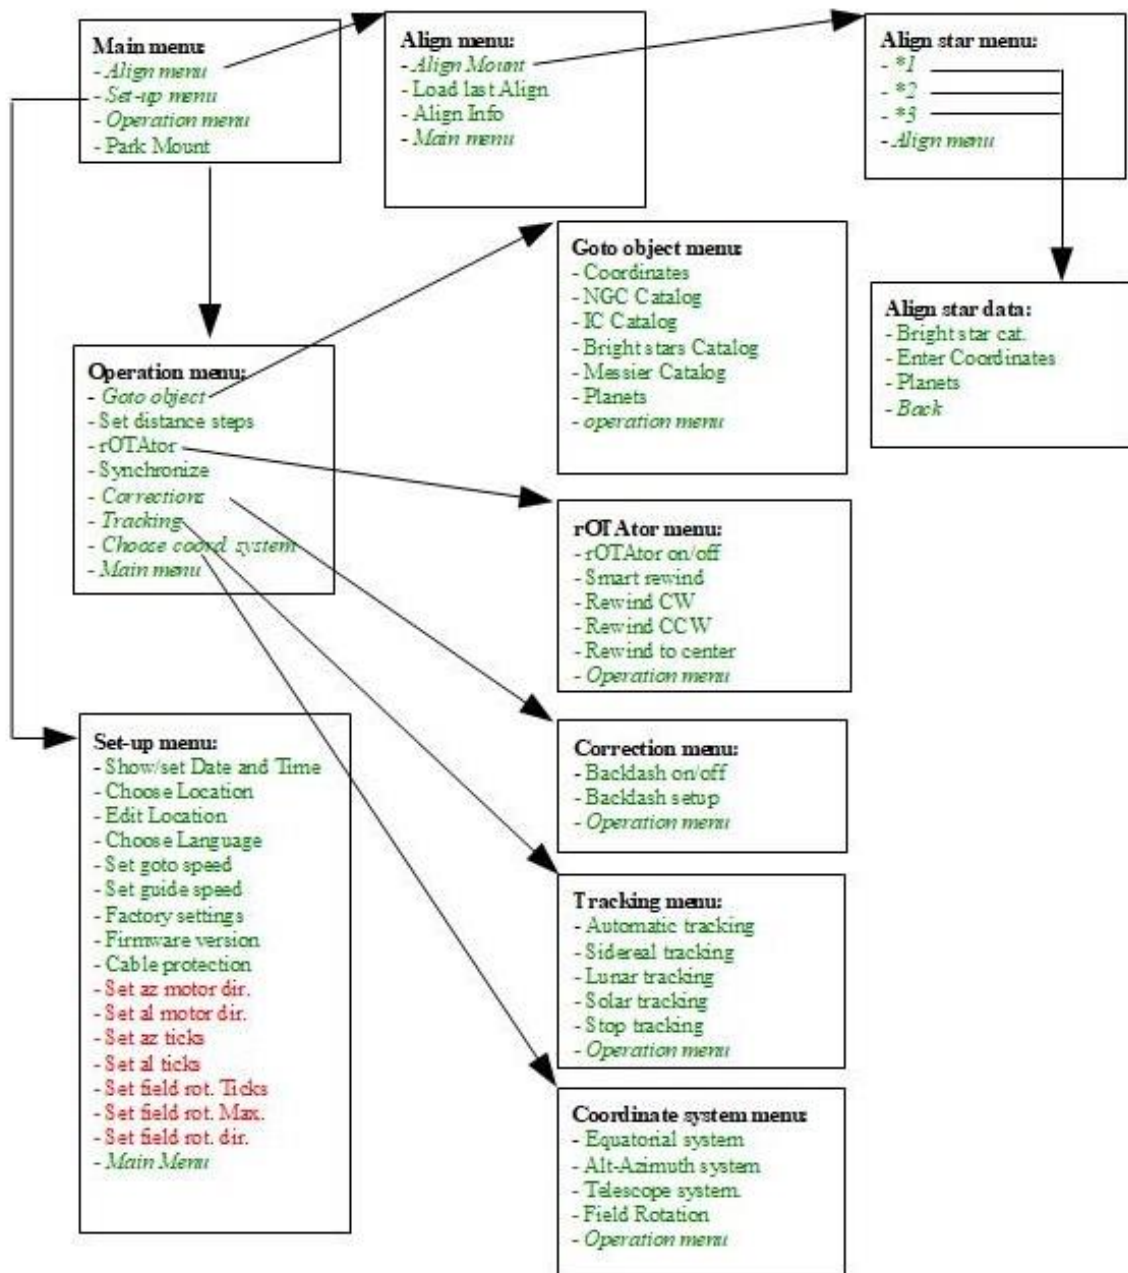 Main menu:
- Align menu
- Set-up menu
- Operation menu
- Park Mount
Align menu:
- Align Mount
- Load last Align
- Align Info
- Main menu
Align star menu:
- *1
- *2
- *3
- Align menu
Goto object menu:
- Coordinates
- NGC Catalog
- IC Catalog
- Bright stars Catalog
- Messier Catalog
- Planets
- operation menu
Align star data:
- Bright star cat.
- Enter Coordinates
- Planets
- Back
Operation menu:
- Goto object
- Set distance steps
- rOTAtor
- Synchronize
- Corrections
- Tracking
- Choose coord system
- Main menu
rOTAtor menu:
- rOTAtor on/off
- Smart rewind
- Rewind CW
- Rewind CCW
- Rewind to center
- Operation menu
Set-up menu:
- Show/set Date and Time
- Choose Location
- Edit Location
- Choose Language
- Set goto speed
- Set guide speed
- Factory settings
- Firmware version
- Cable protection
- Set az motor dir.
- Set al motor dir.
- Set az ticks
- Set al ticks
- Set field rot. Ticks
- Set field rot. Max.
- Set field rot. dir.
- Main Menu
Correction menu:
- Backdash on/off
- Backdash setup
- Operation menu
Tracking menu:
- Automatic tracking
- Sidereal tracking
- Lunar tracking
- Solar tracking
- Stop tracking
- Operation menu
Coordinate system menu:
- Equatorial system
- Alt-Azimuth system
- Telescope system.
- Field Rotation
- Operation menu